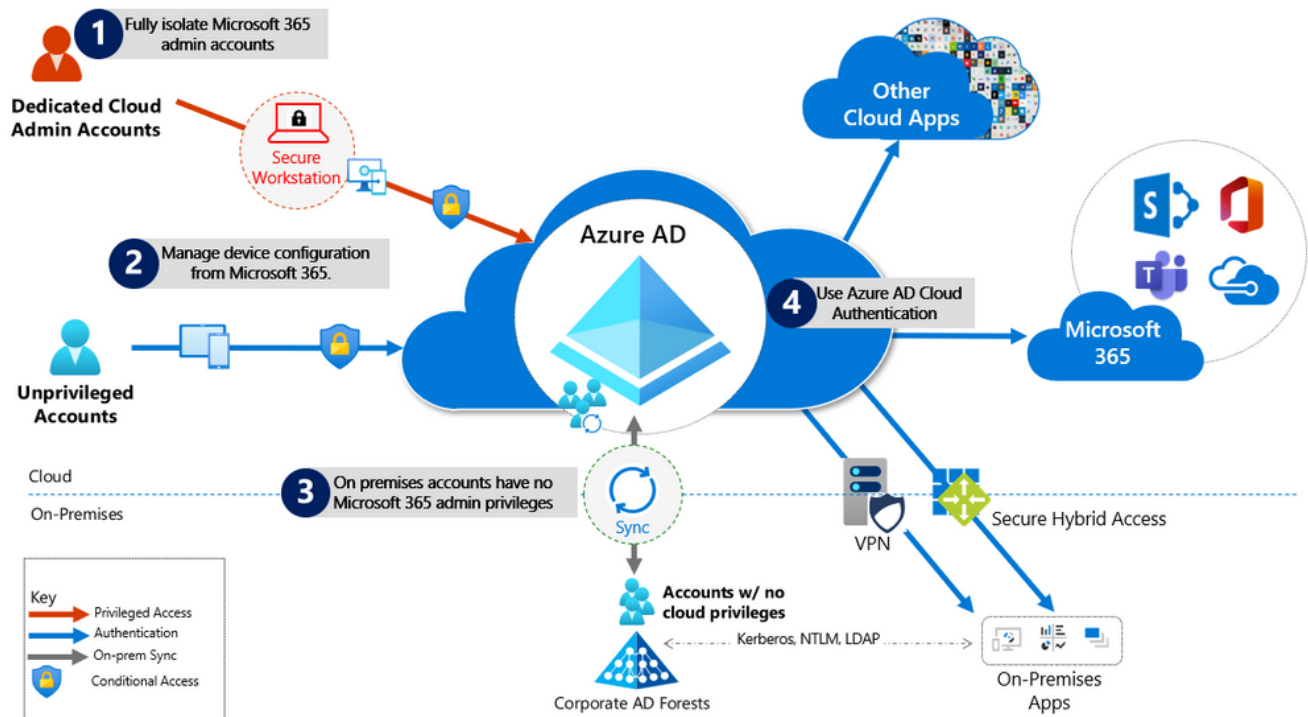 1
Fully isolate Microsoft 365
admin accounts
Dedicated Cloud
Admin Accounts
Secure
Workstation
Other
Cloud Apps
2
Manage device configuration
from Microsoft 365.
Azure AD
4
Use Azure AD Cloud
Authentication
S
T
Microsoft
365
Unprivileged
Accounts
3
On premises accounts have no
Microsoft 365 admin privileges
Cloud
On-Premises
Sync
VPN
Secure Hybrid Access
Accounts w/ no
cloud privileges
Kerberos, NTLM, LDAP
Corporate AD Forests
On-Premises
Apps
Key
Privileged Access
Authentication
On-prem Sync
Conditional Access